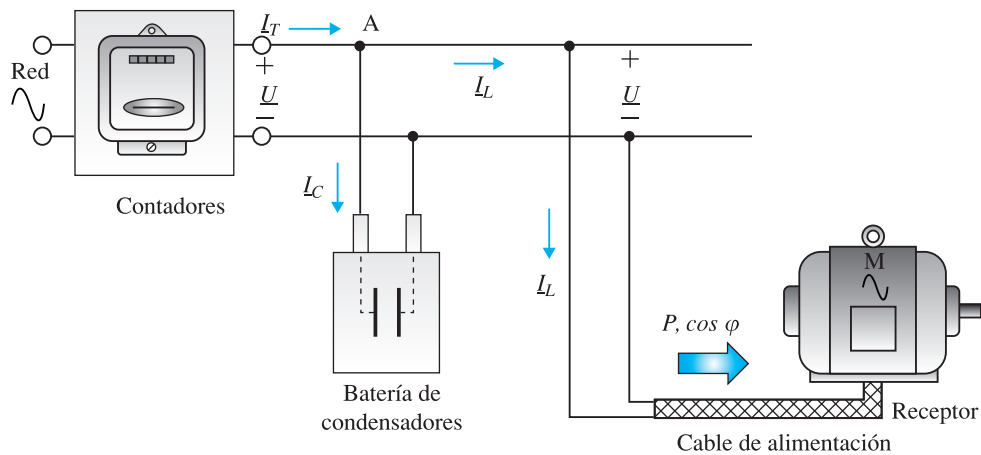 I_T
A
Red
+
U
−
I_L
+
U
−
Contadores
I_C
I_L
M
P, cos φ
Batería de
condensadores
Receptor
Cable de alimentación